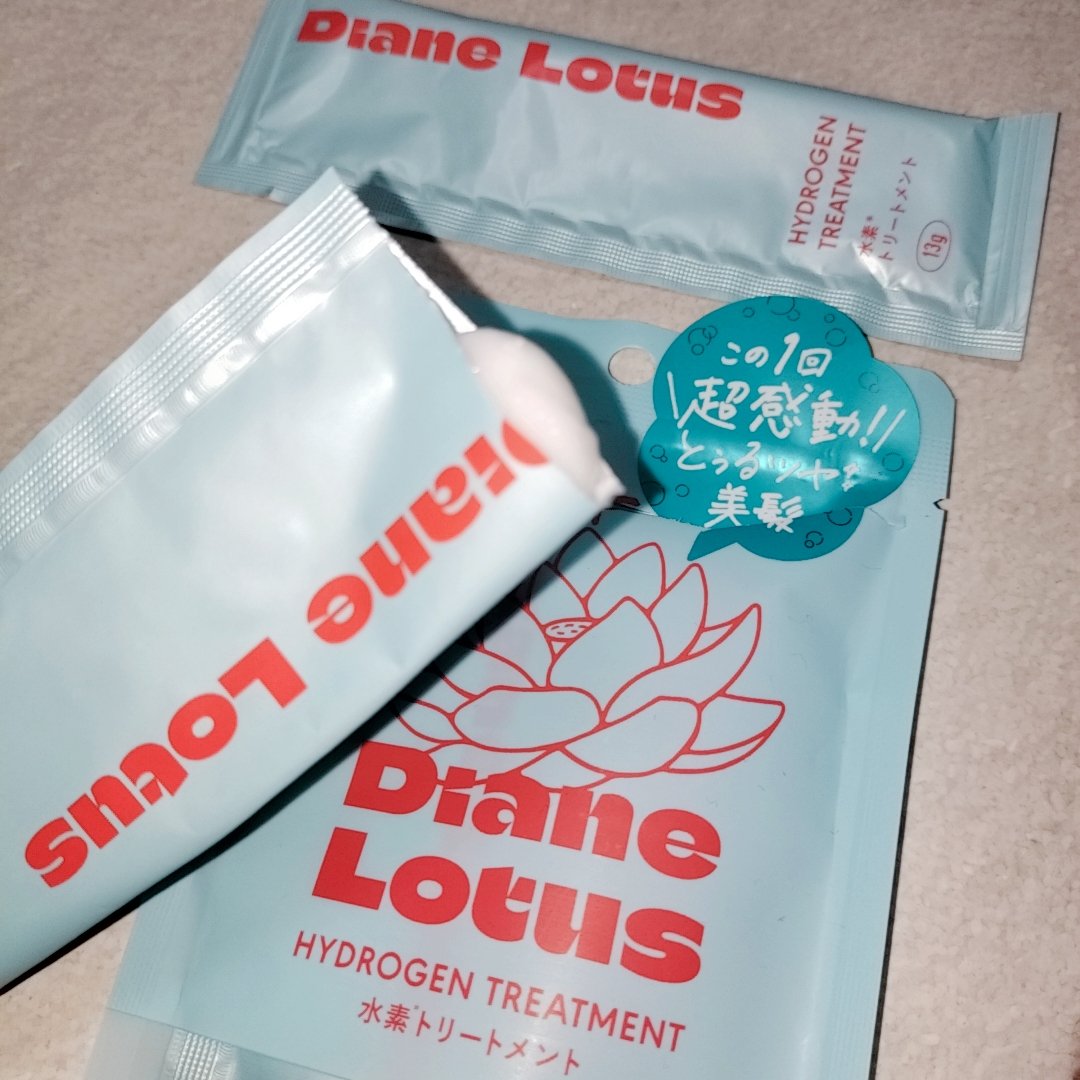 Diane Lotus
HYDROGEN
TREATMENT
水素*
トリートメント
13g
この1回
\超感動!!/
とぅるツヤ
美髪
Diane Lotus
Diane
Lotus
HYDROGEN TREATMENT
水素*トリートメント